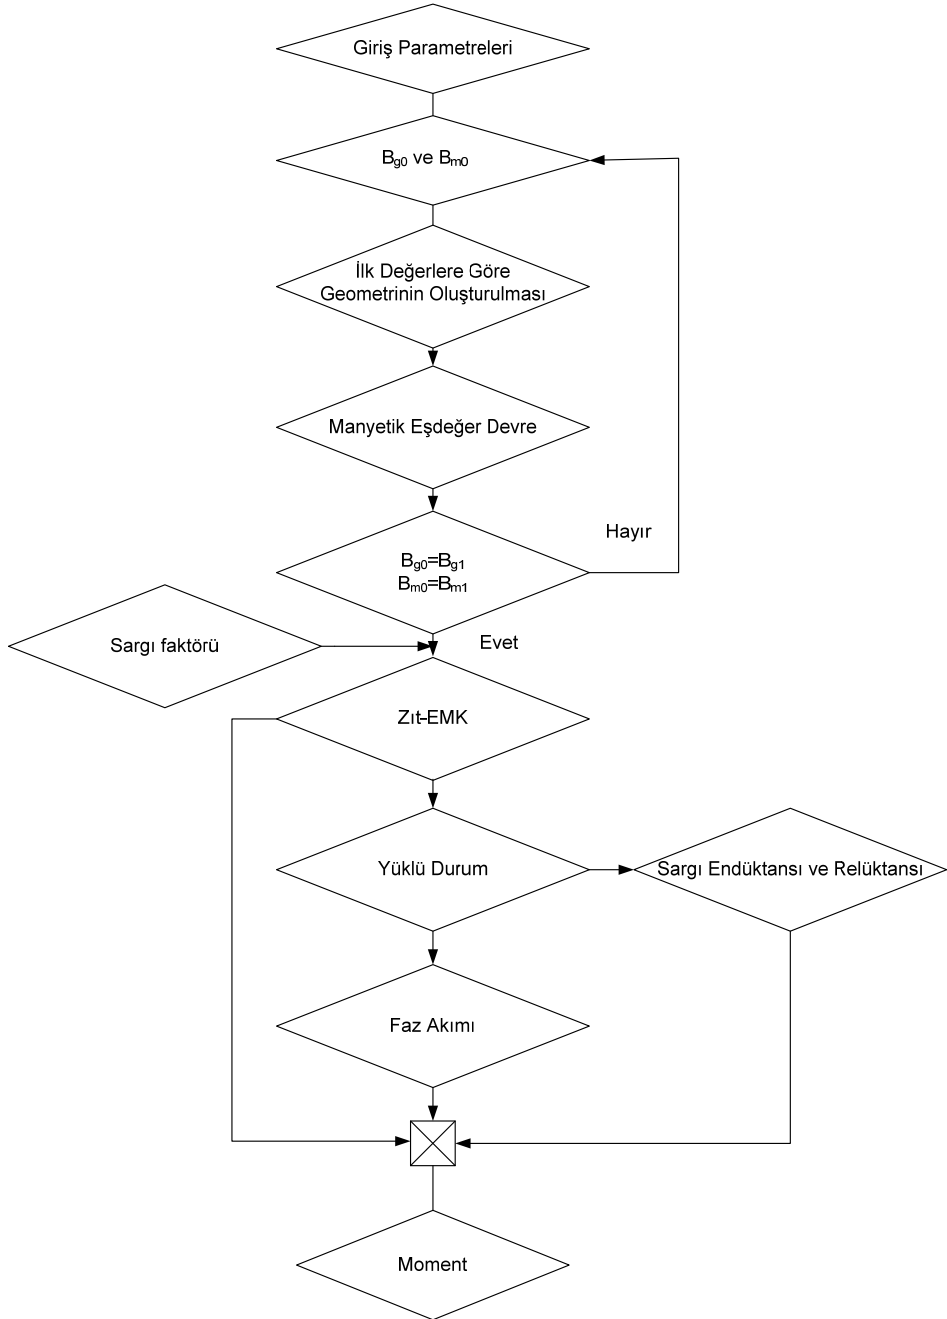 Giriş Parametreleri
Bg0 ve Bm0
İlk Değerlere Göre
Geometrinin Oluşturulması
Manyetik Eşdeğer Devre
Hayır
Bg0=Bg1
Bm0=Bm1
Evet
Sargı faktörü
Zıt-EMK
Yüklü Durum
Sargı Endüktansı ve Relüktansı
Faz Akımı
Moment